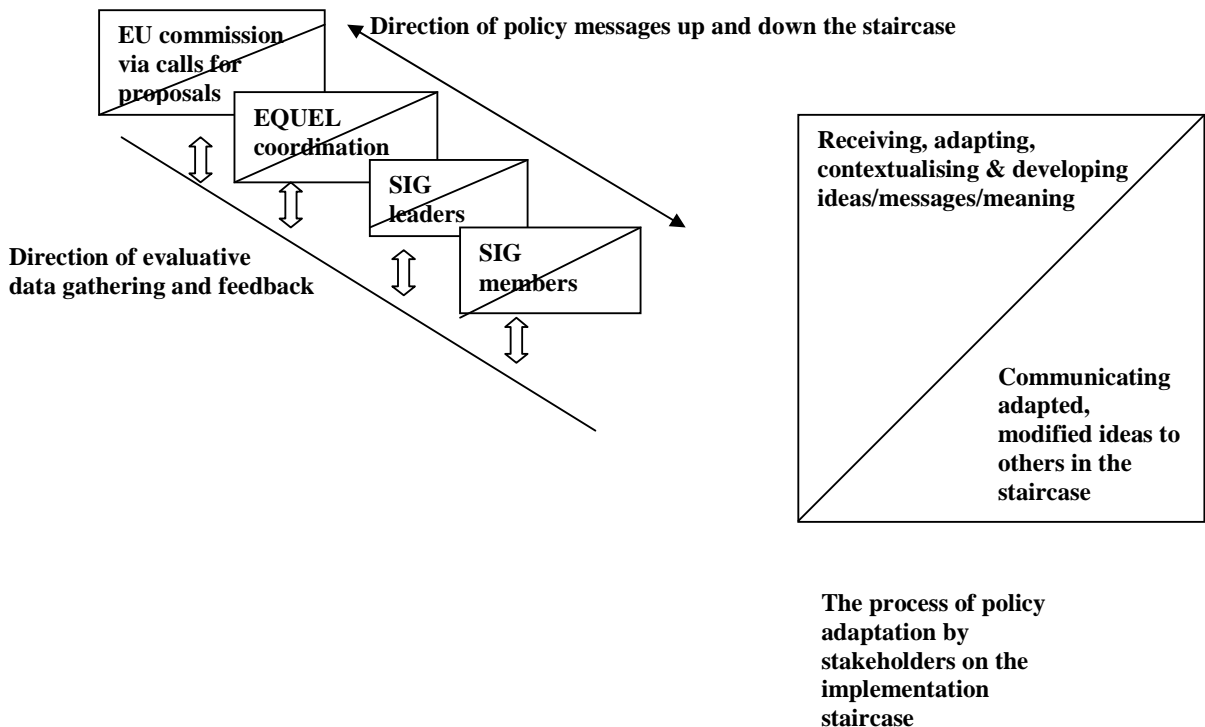 EU commission
via calls for
proposals
Direction of policy messages up and down the staircase
EQUEL
coordination
SIG
leaders
SIG
members
Direction of evaluative
data gathering and feedback
Receiving, adapting,
contextualising & developing
ideas/messages/meaning
Communicating
adapted,
modified ideas to
others in the
staircase
The process of policy
adaptation by
stakeholders on the
implementation
staircase